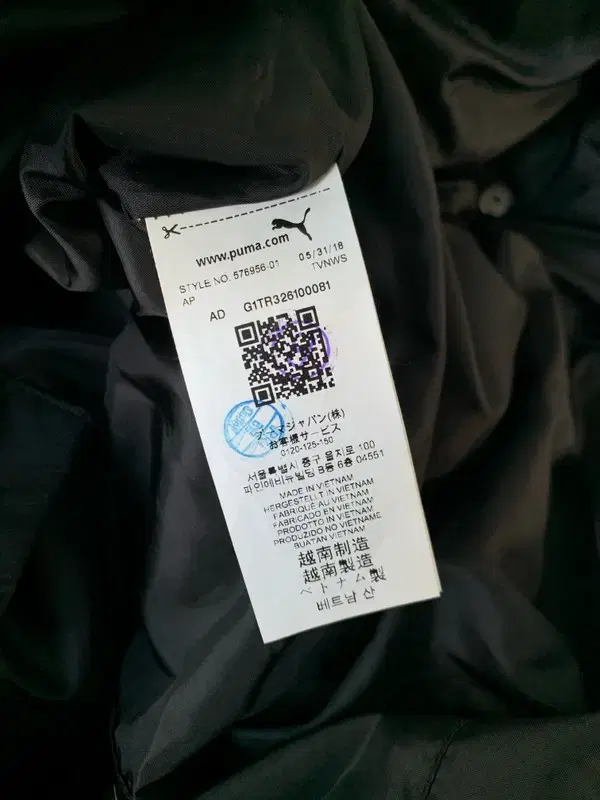 www.puma.com
STYLE NO. 576956-01 05/31/18
AP TVNWS
AD G1TR326100081
プーマジャパン(株)
お客様サービス
0120-125-150
서울특별시 중구 을지로 100
파인에비뉴빌딩 B동 6층 04551
MADE IN VIETNAM
HERGESTELLT IN VIETNAM
FABRIQUÉ AU VIETNAM
FABRICADO EN VIETNAM
PRODOTTO IN VIETNAM
PRODUZIDO NO VIETNAME
BUATAN VIETNAM
越南制造
越南製造
ベトナム製
베트남 산